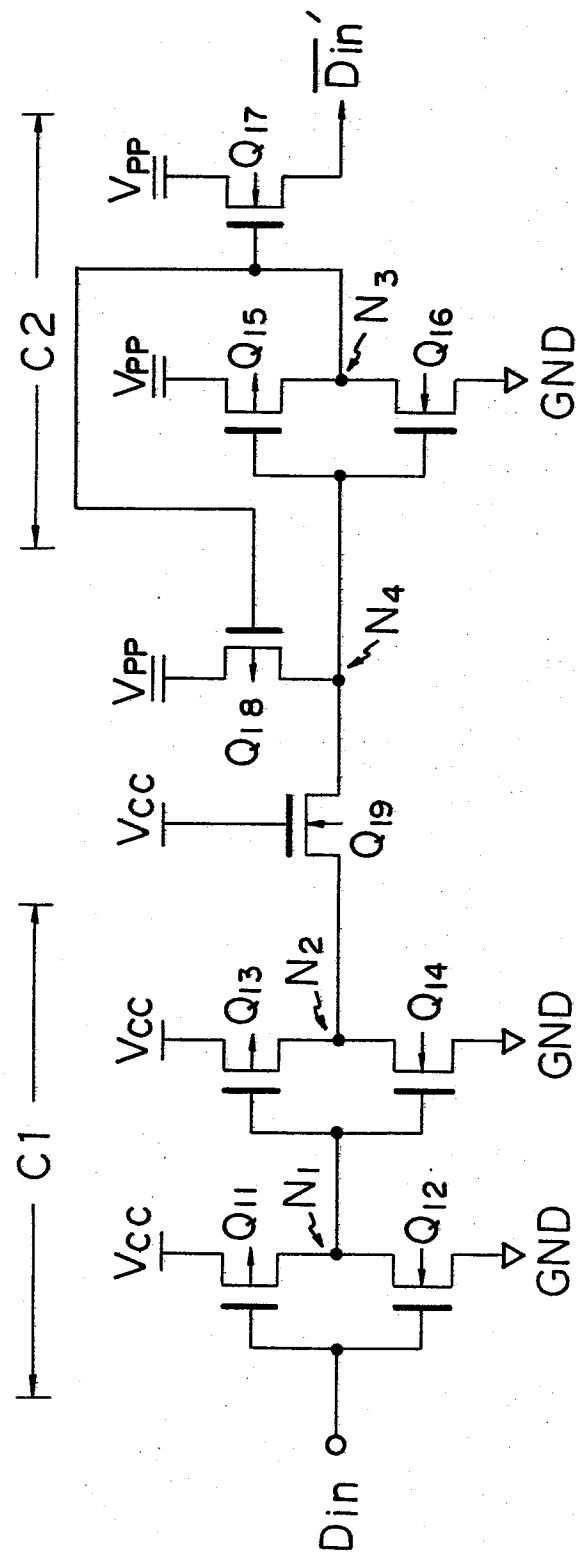 C1
C2
VCC
VCC
VCC
VPP
VPP
VPP
Q11
Q13
Q18
Q15
Q17
Din
N1
N2
Q19
N4
N3
D̅i̅n̅′
Q12
Q14
Q16
GND
GND
GND